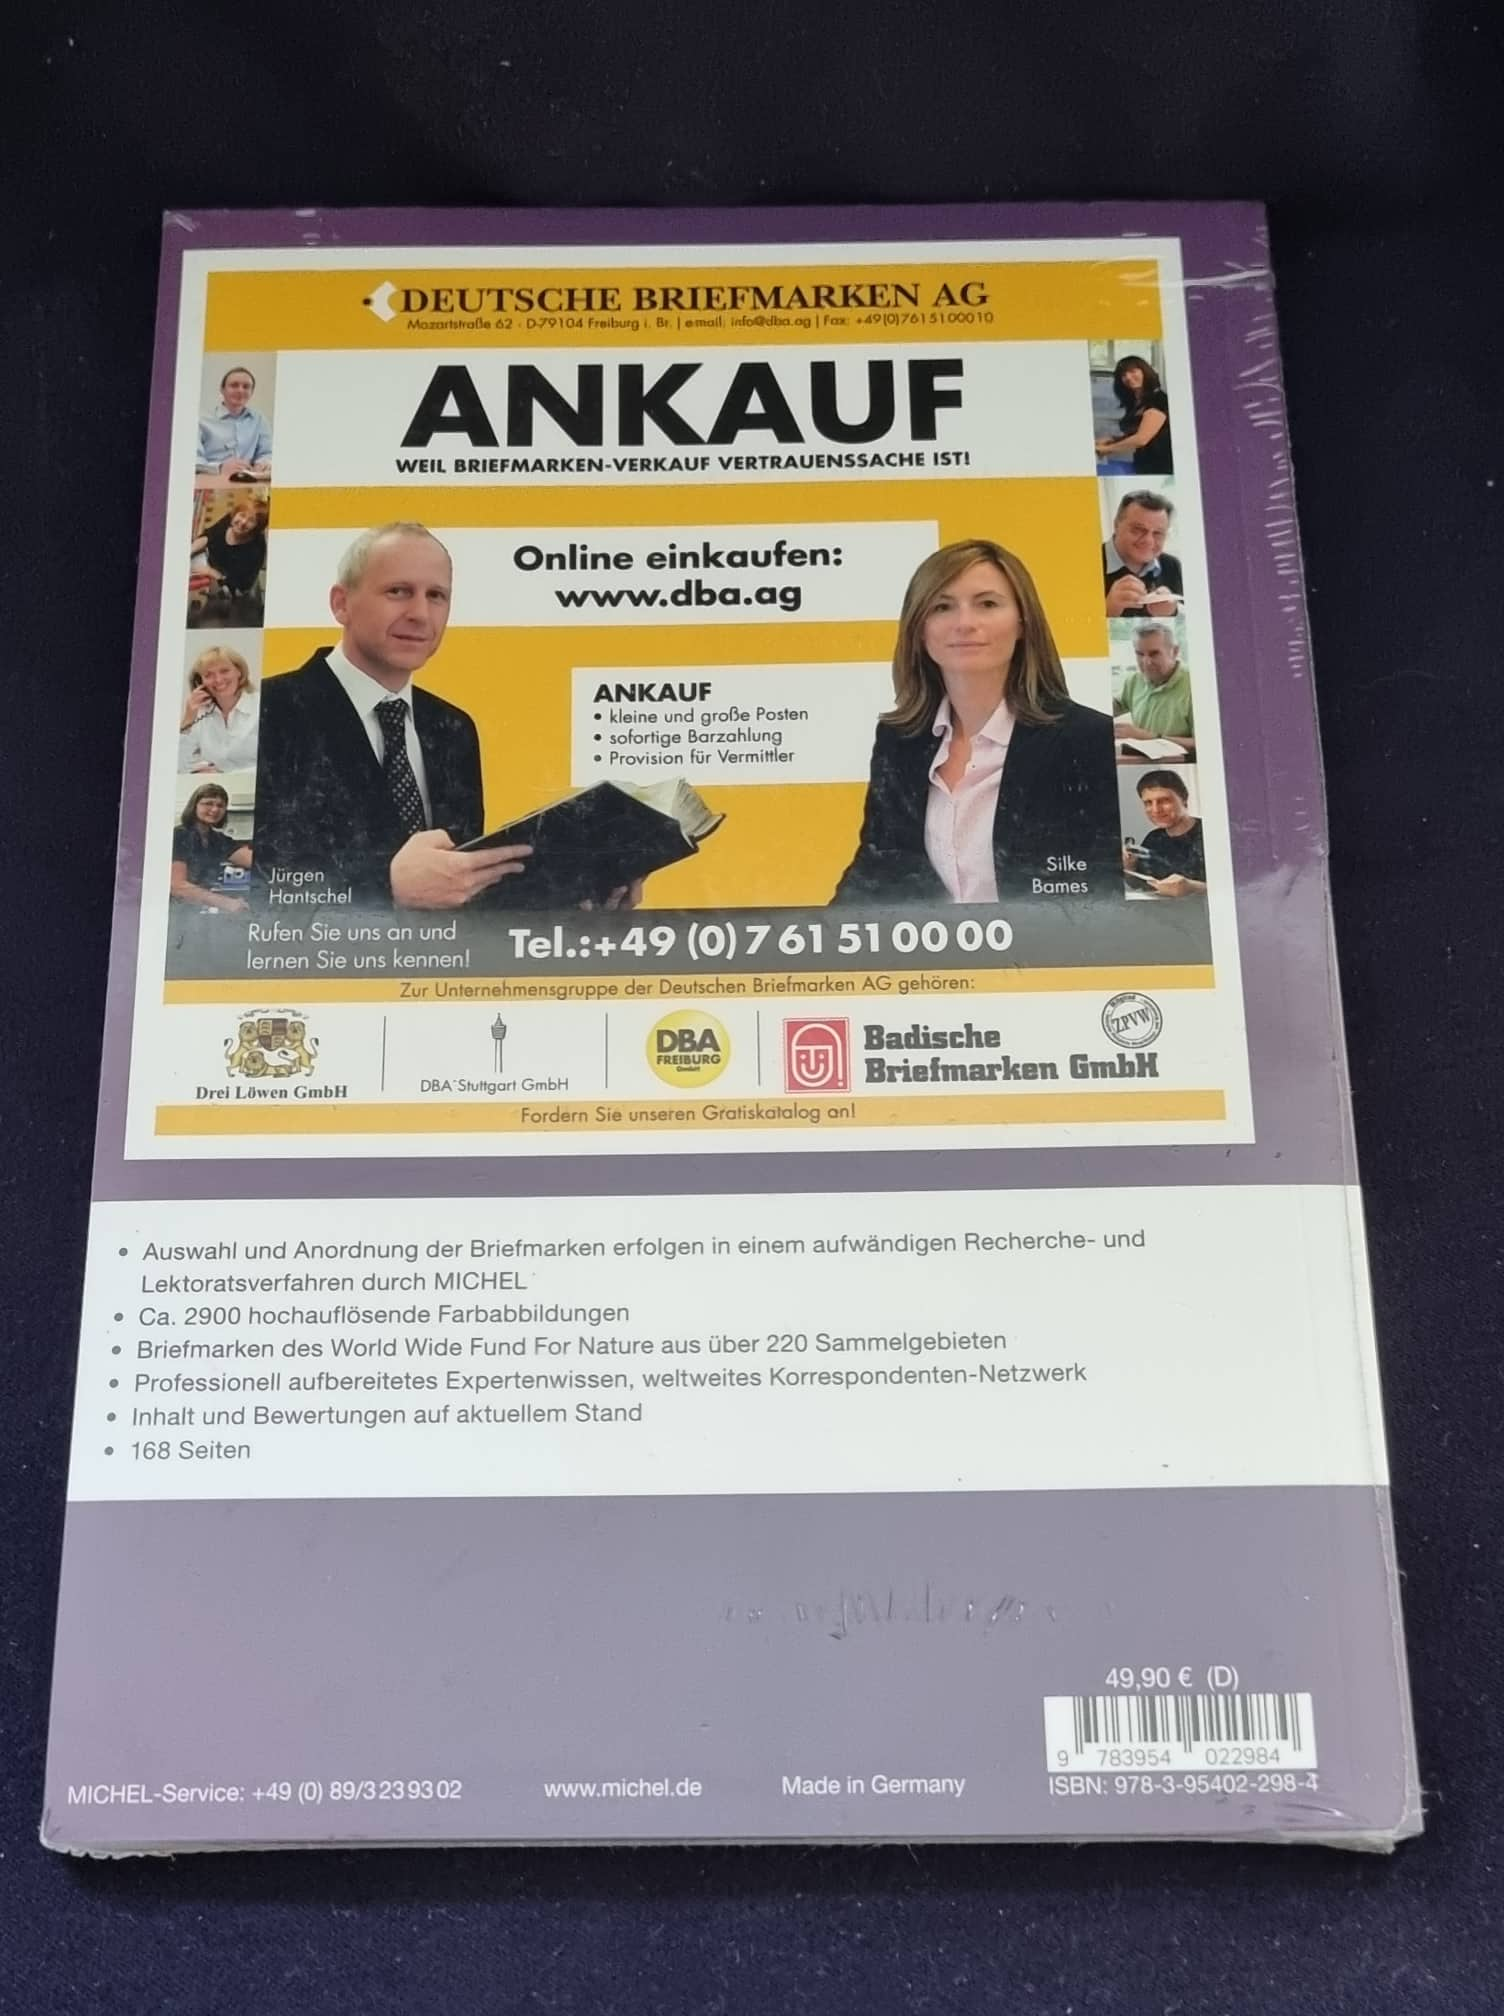 DEUTSCHE BRIEFMARKEN AG
Mozartstraße 62 · D-79104 Freiburg i. Br. | email: info@dba.ag | Fax: +49(0)761510010
ANKAUF
WEIL BRIEFMARKEN-VERKAUF VERTRAUENSSACHE IST!
Online einkaufen:
www.dba.ag
ANKAUF
• kleine und große Posten
• sofortige Barzahlung
• Provision für Vermittler
Jürgen
Hantschel
Silke
Bames
Rufen Sie uns an und
lernen Sie uns kennen!
Tel.:+49 (0) 7 61 51 00 00
Zur Unternehmensgruppe der Deutschen Briefmarken AG gehören:
Drei Löwen GmbH
DBA Stuttgart GmbH
DBA
FREIBURG
GmbH
Badische
Briefmarken GmbH
Mitglied
ZPVW
Fordern Sie unseren Gratiskatalog an!
• Auswahl und Anordnung der Briefmarken erfolgen in einem aufwändigen Recherche- und
Lektoratsverfahren durch MICHEL
• Ca. 2900 hochauflösende Farbabbildungen
• Briefmarken des World Wide Fund For Nature aus über 220 Sammelgebieten
• Professionell aufbereitetes Expertenwissen, weltweites Korrespondenten-Netzwerk
• Inhalt und Bewertungen auf aktuellem Stand
• 168 Seiten
49,90 € (D)
9 783954 022984
MICHEL-Service: +49 (0) 89/3 23 93 02
www.michel.de
Made in Germany
ISBN: 978-3-95402-298-4